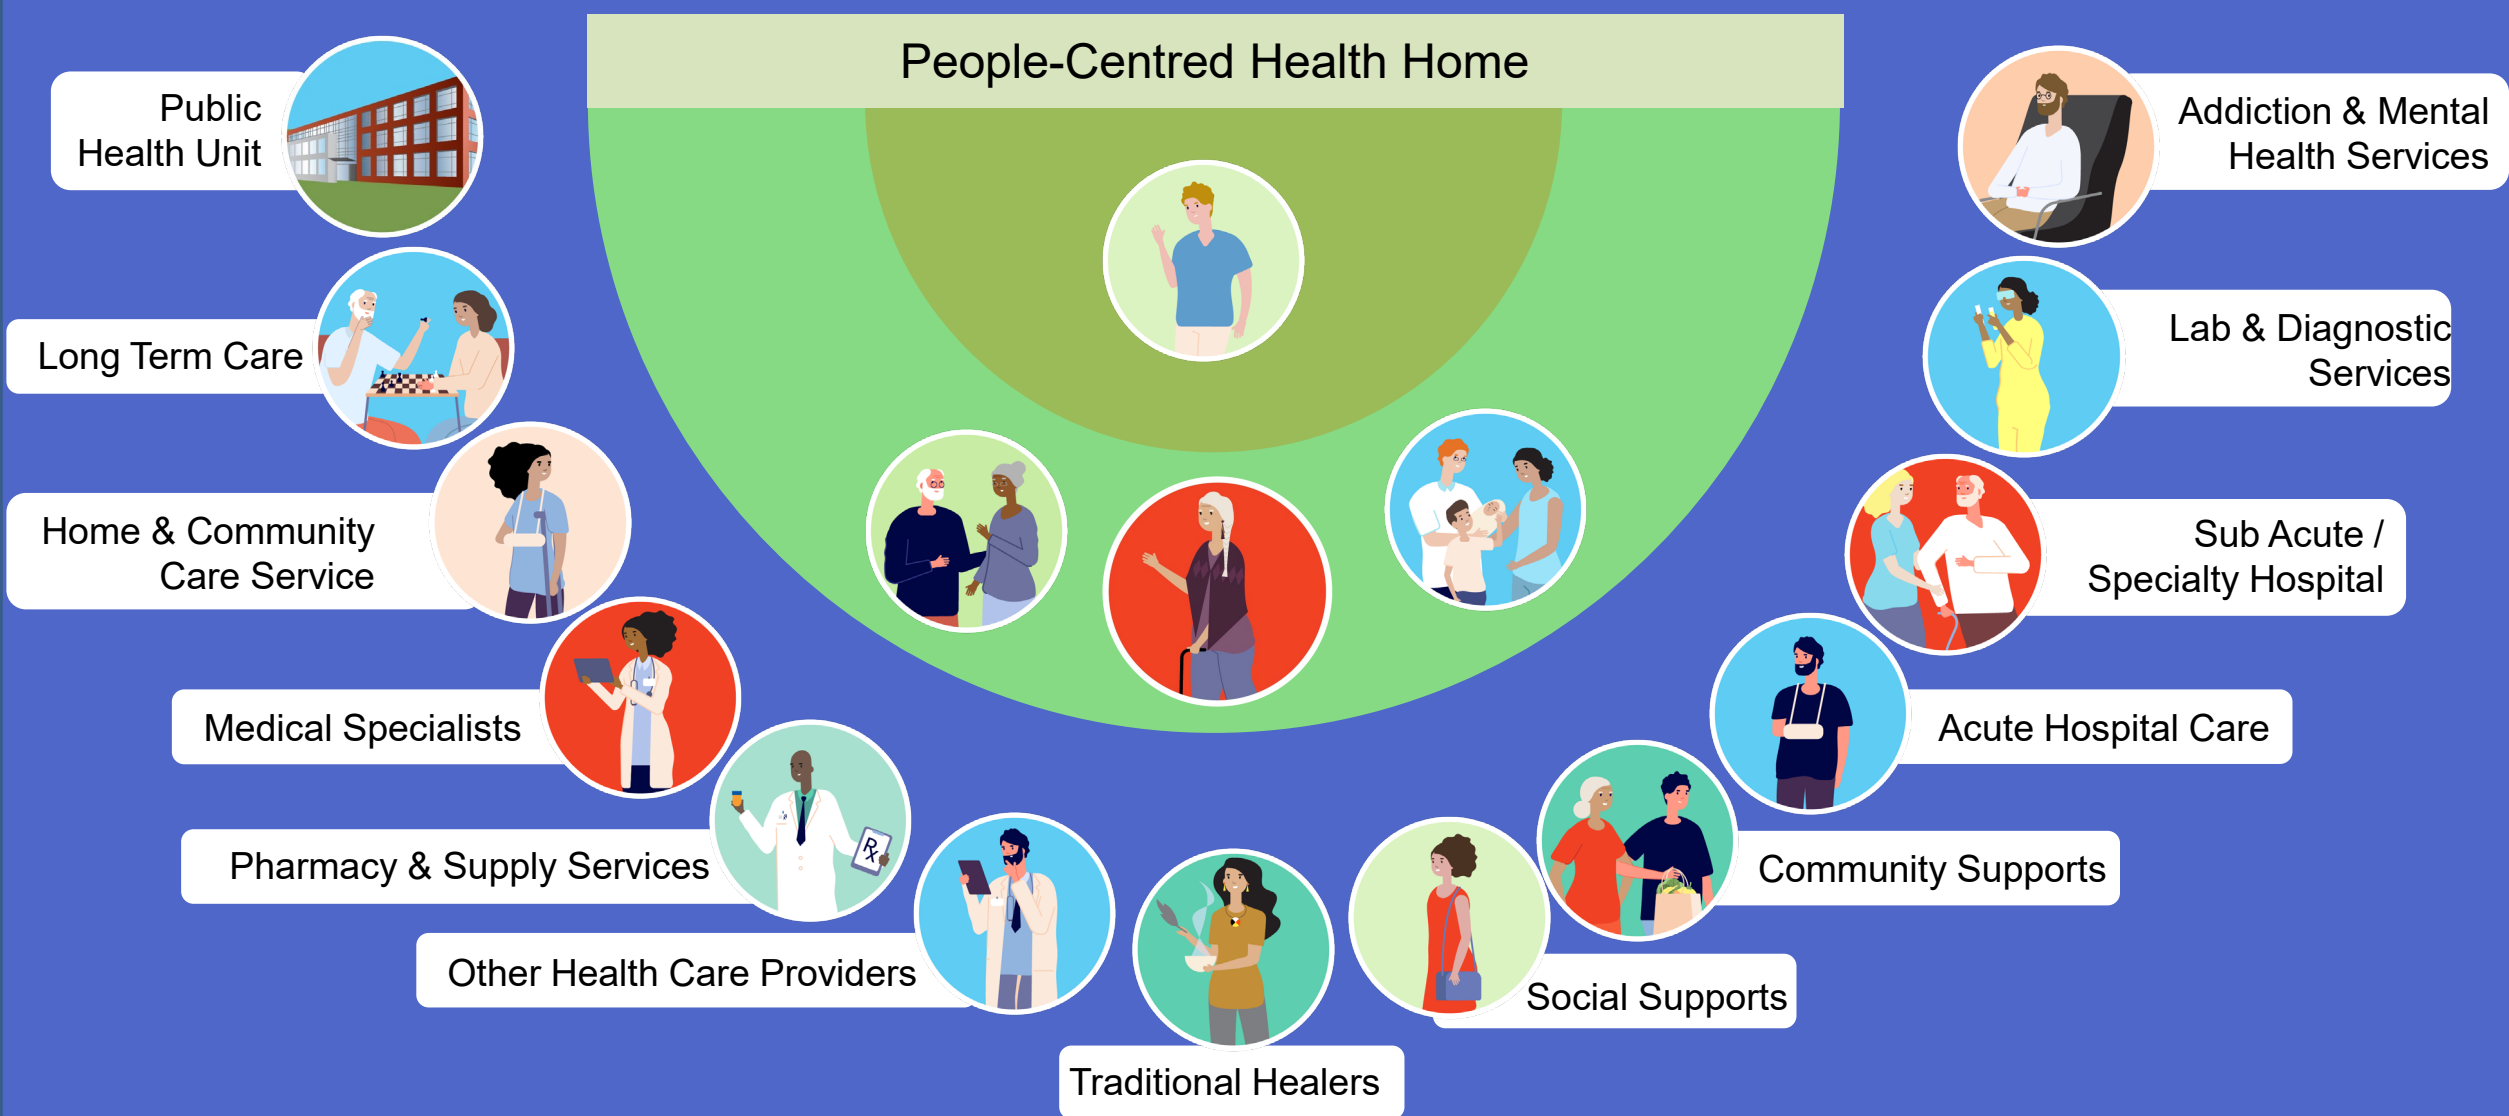 People-Centred Health Home
Public
Health Unit
Long Term Care
Home & Community
Care Service
Medical Specialists
Pharmacy & Supply Services
Rx
Other Health Care Providers
Traditional Healers
Social Supports
Community Supports
Acute Hospital Care
Sub Acute /
Specialty Hospital
Lab & Diagnostic
Services
Addiction & Mental
Health Services